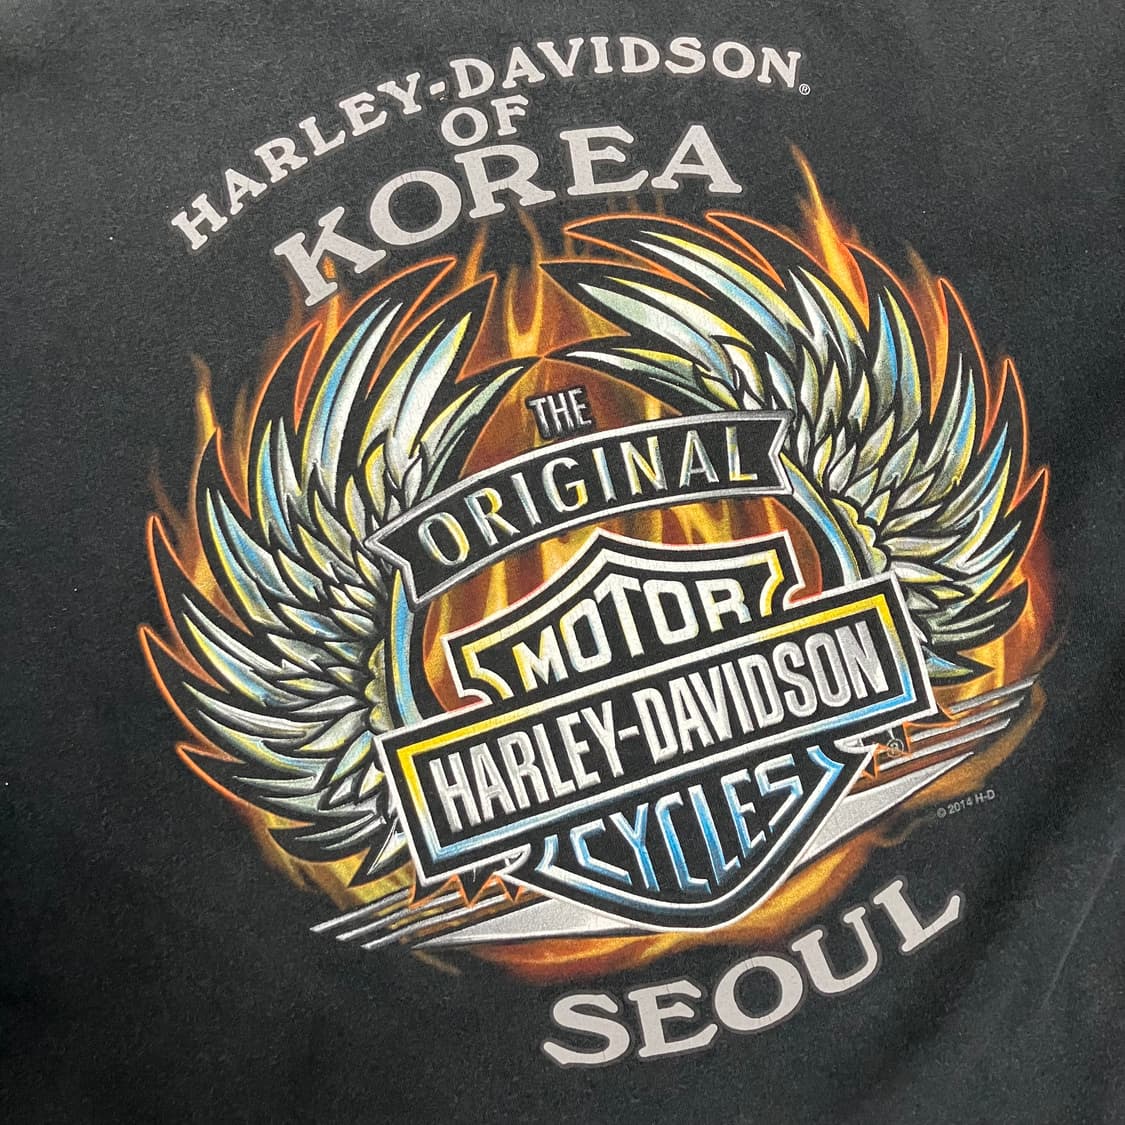 HARLEY-DAVIDSON®
OF
KOREA
THE
ORIGINAL
MOTOR
HARLEY-DAVIDSON
®
CYCLES
© 2014 H-D
SEOUL